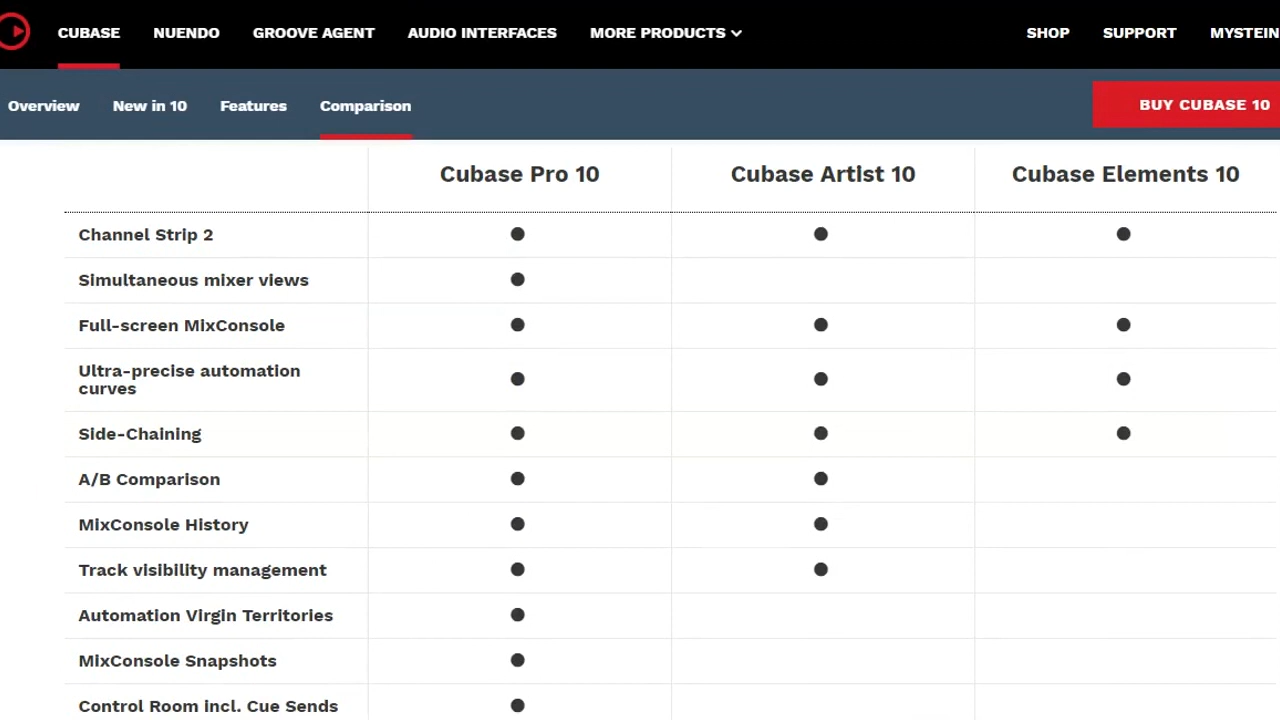 CUBASE NUENDO GROOVE AGENT AUDIO INTERFACES MORE PRODUCTS SHOP SUPPORT MYSTEIN
Overview New in 10 Features Comparison BUY CUBASE 10
Cubase Pro 10 Cubase Artist 10 Cubase Elements 10
Channel Strip 2
Simultaneous mixer views
Full-screen MixConsole
Ultra-precise automation
curves
Side-Chaining
A/B Comparison
MixConsole History
Track visibility management
Automation Virgin Territories
MixConsole Snapshots
Control Room incl. Cue Sends